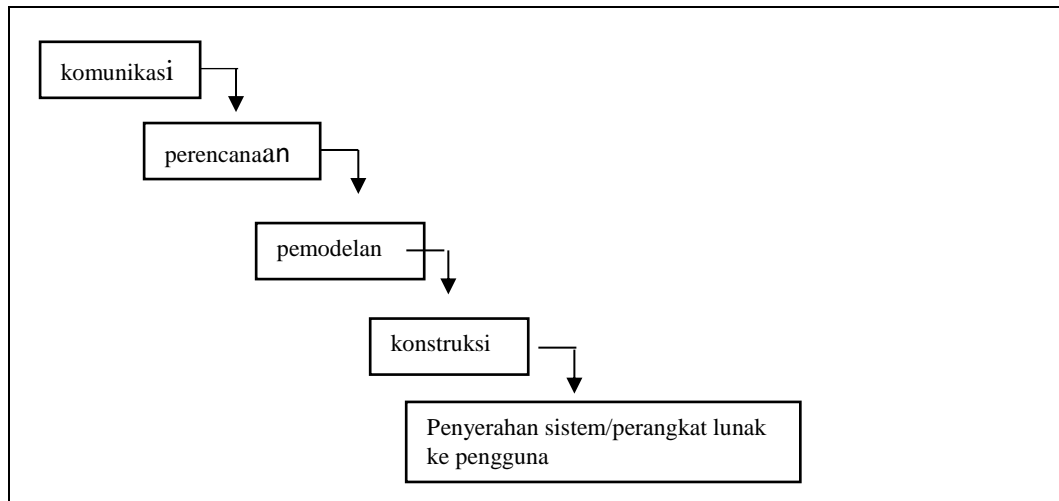 komunikasi
perencanaan
pemodelan
konstruksi
Penyerahan sistem/perangkat lunak
ke pengguna